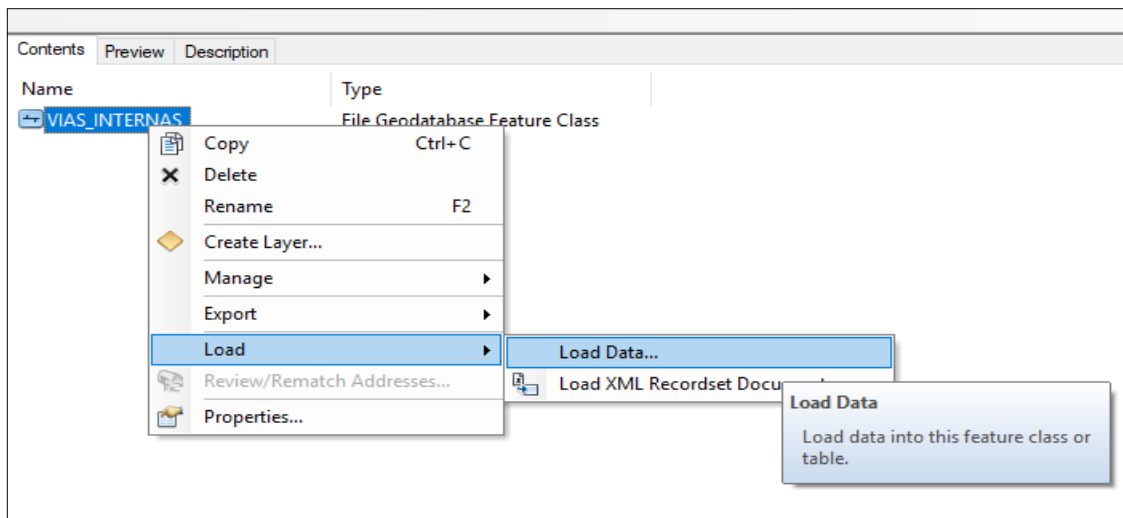 Contents Preview Description
Name Type
VIAS_INTERNAS File Geodatabase Feature Class
Copy Ctrl+C
Delete
Rename F2
Create Layer...
Manage
Export
Load Load Data...
Review/Rematch Addresses... Load XML Recordset Document
Load Data
Properties... Load data into this feature class or
table.